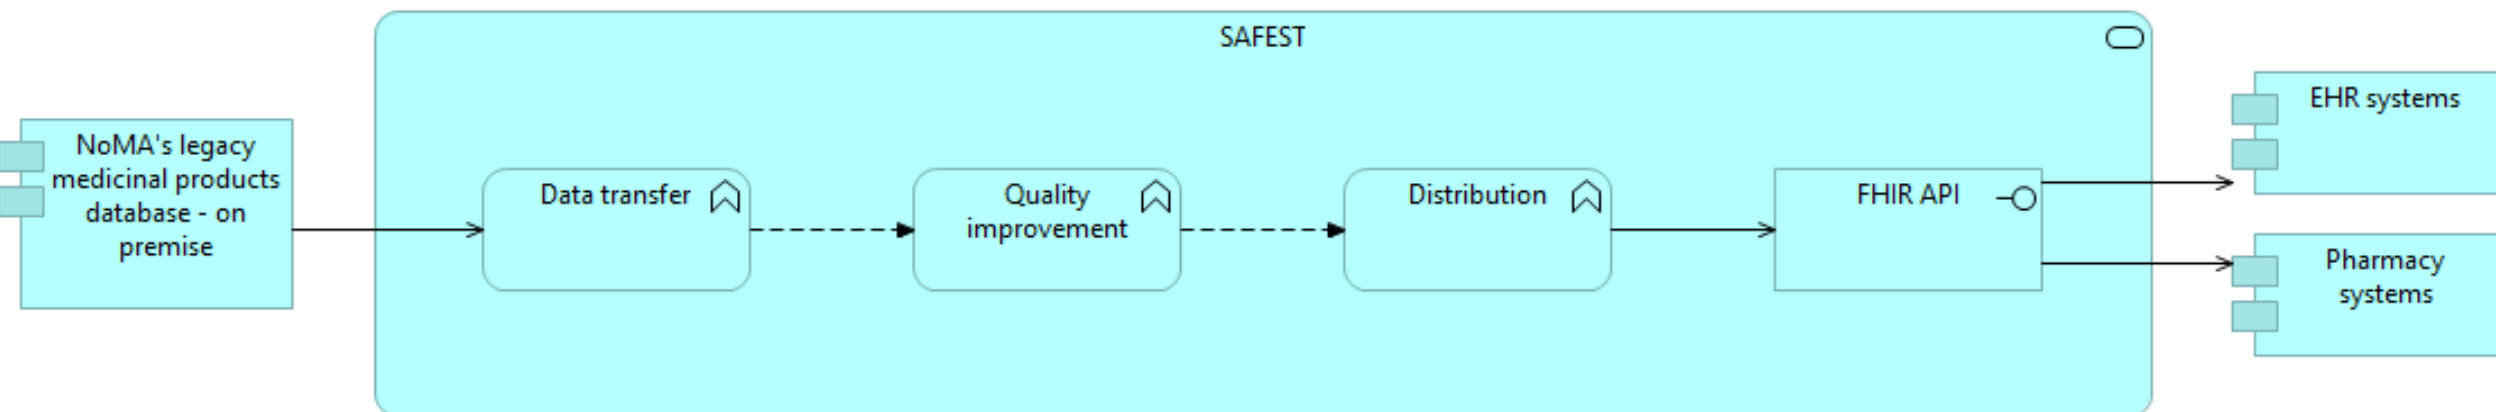 SAFEST
NoMA's legacy
medicinal products
database - on
premise
Data transfer
Quality
improvement
Distribution
FHIR API
EHR systems
Pharmacy
systems